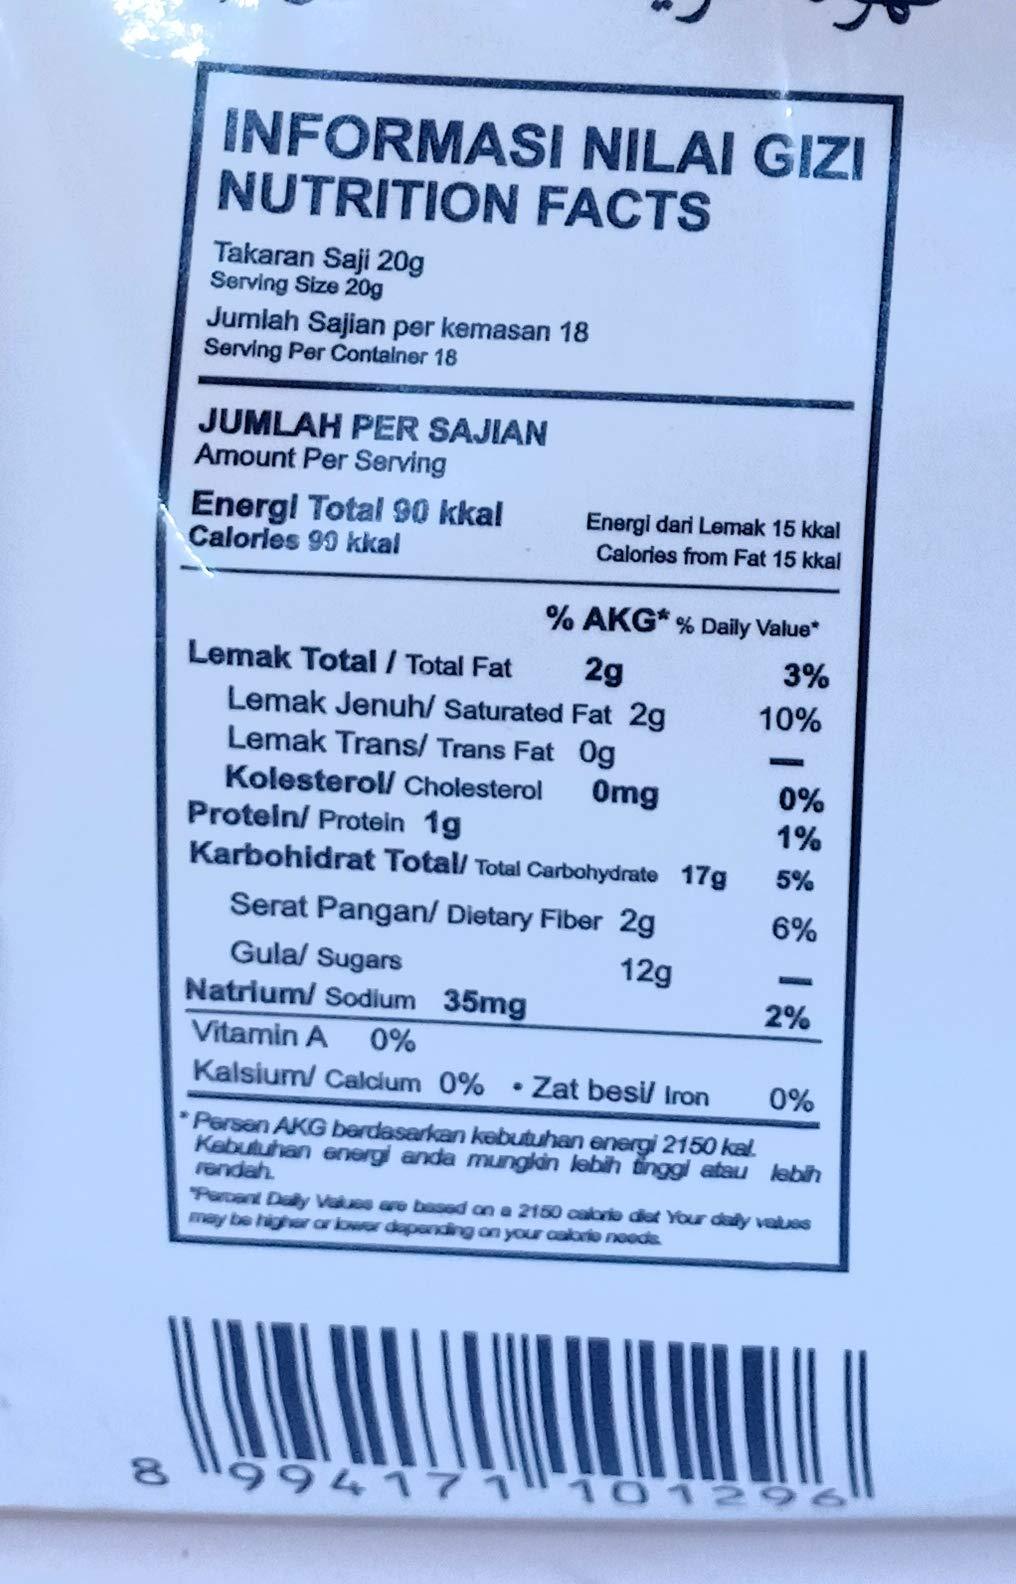 INFORMASI NILAI GIZI
NUTRITION FACTS
Takaran Saji 20g
Serving Size 20g
Jumlah Sajian per kemasan 18
Serving Per Container 18
JUMLAH PER SAJIAN
Amount Per Serving
Energi Total 90 kkal Energi dari Lemak 15 kkal
Calories 90 kkal Calories from Fat 15 kkal
% AKG* % Daily Value*
Lemak Total / Total Fat 2g 3%
Lemak Jenuh/ Saturated Fat 2g 10%
Lemak Trans/ Trans Fat 0g —
Kolesterol/ Cholesterol 0mg 0%
Protein/ Protein 1g 1%
Karbohidrat Total/ Total Carbohydrate 17g 5%
Serat Pangan/ Dietary Fiber 2g 6%
Gula/ Sugars 12g —
Natrium/ Sodium 35mg 2%
Vitamin A 0%
Kalsium/ Calcium 0% • Zat besi/ Iron 0%
* Persen AKG berdasarkan kebutuhan energi 2150 kal.
Kebutuhan energi anda mungkin lebih tinggi atau lebih
rendah.
*Percent Daily Values are based on a 2150 calorie diet Your daily values
may be higher or lower depending on your calorie needs.
8 994171 101296